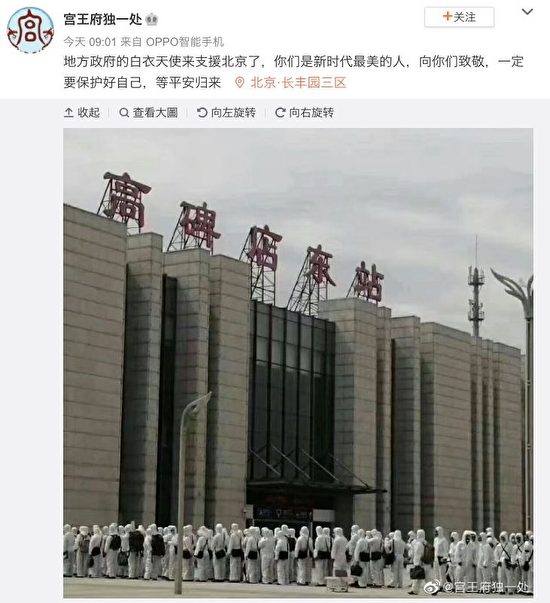 宫王府独一处
+关注
今天 09:01 来自 OPPO智能手机
地方政府的白衣天使来支援北京了，你们是新时代最美的人，向你们致敬，一定
要保护好自己，等平安归来 北京·长丰园三区
收起 查看大圖 向左旋转 向右旋转
高碑店东站
@宫王府独一处